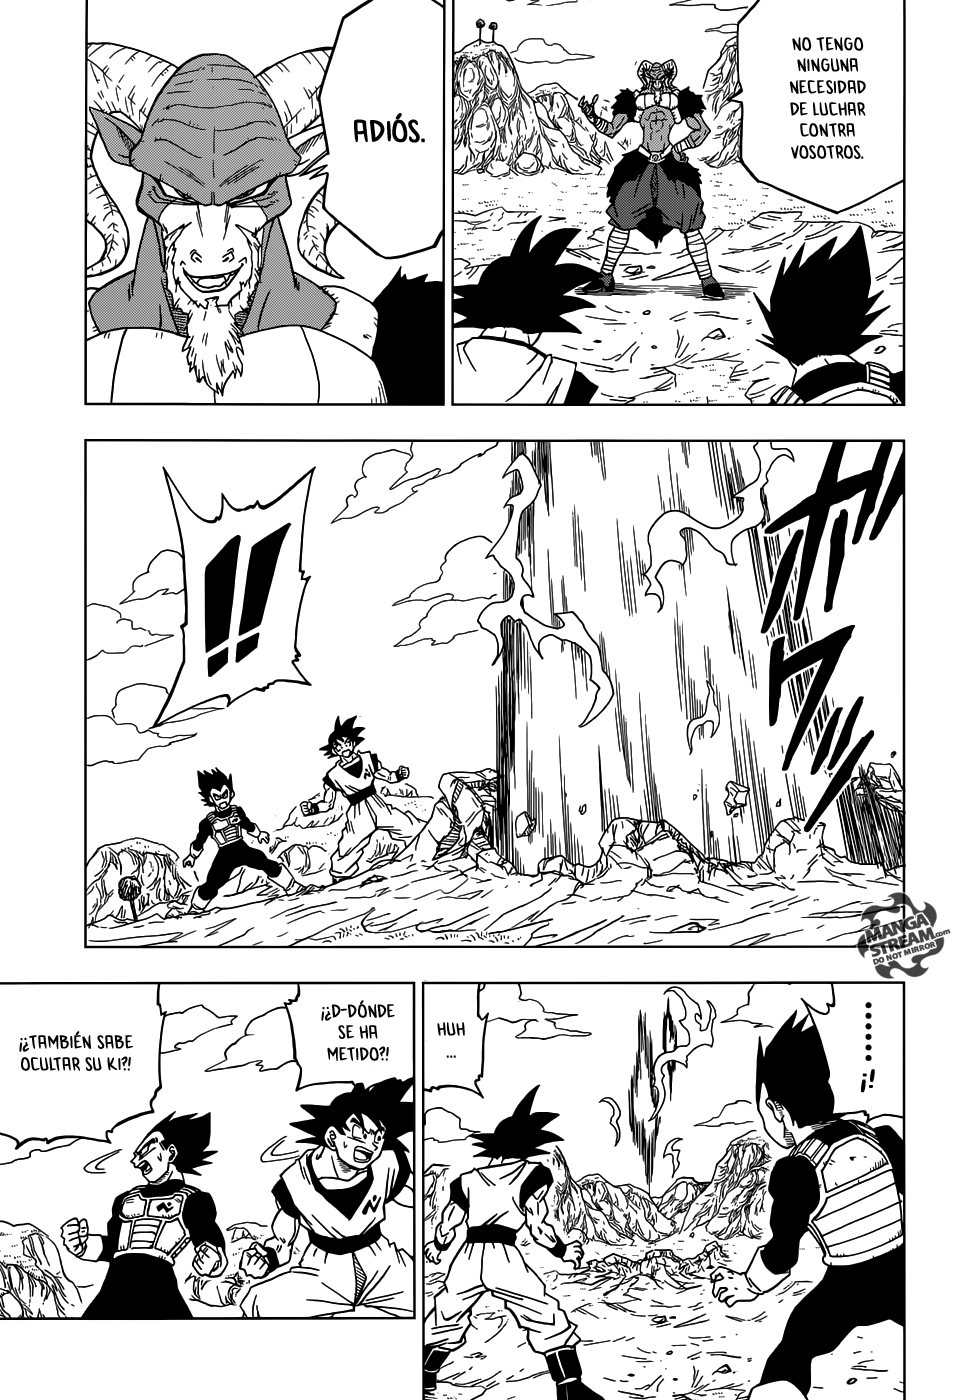 NO TENGO
NINGUNA
NECESIDAD
DE LUCHAR
CONTRA
VOSOTROS.
ADIÓS.
!!
MANGA
STREAM.com
DO NOT MIRROR
......!
HUH
...
¡¿D-DÓNDE
SE HA
METIDO?!
¡¿TAMBIÉN SABE
OCULTAR SU KI?!